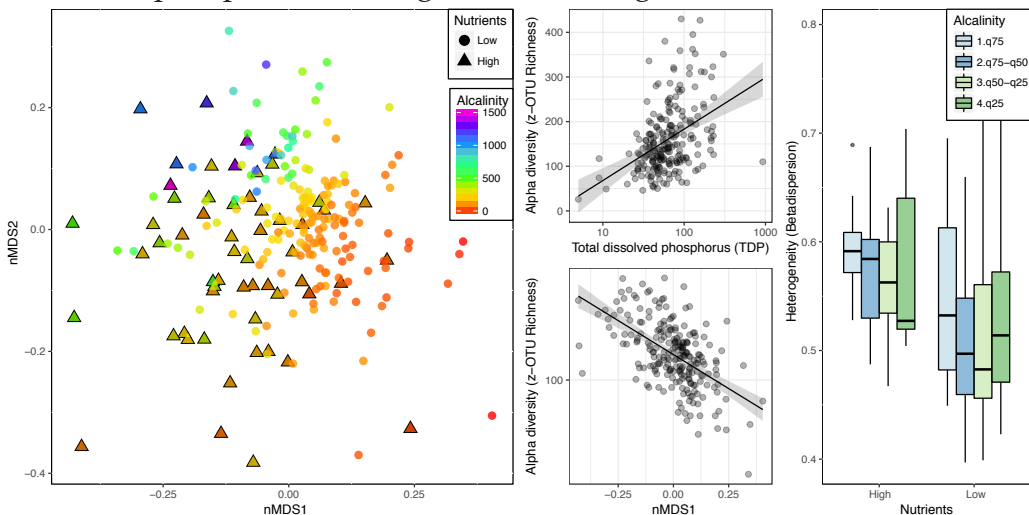 Nutrients
Low
High
Alcalinity
1500
1000
500
0
0.2
0.0
−0.2
−0.4
nMDS2
−0.25
0.00
0.25
nMDS1
Alpha diversity (z−OTU Richness)
400
300
200
150
100
50
0
10
100
1000
Total dissolved phosphorus (TDP)
Alpha diversity (z−OTU Richness)
100
−0.25
0.00
0.25
nMDS1
Alcalinity
1.q75
2.q75−q50
3.q50−q25
4.q25
Heterogeneity (Betadispersion)
0.8
0.7
0.6
0.5
0.4
High
Low
Nutrients